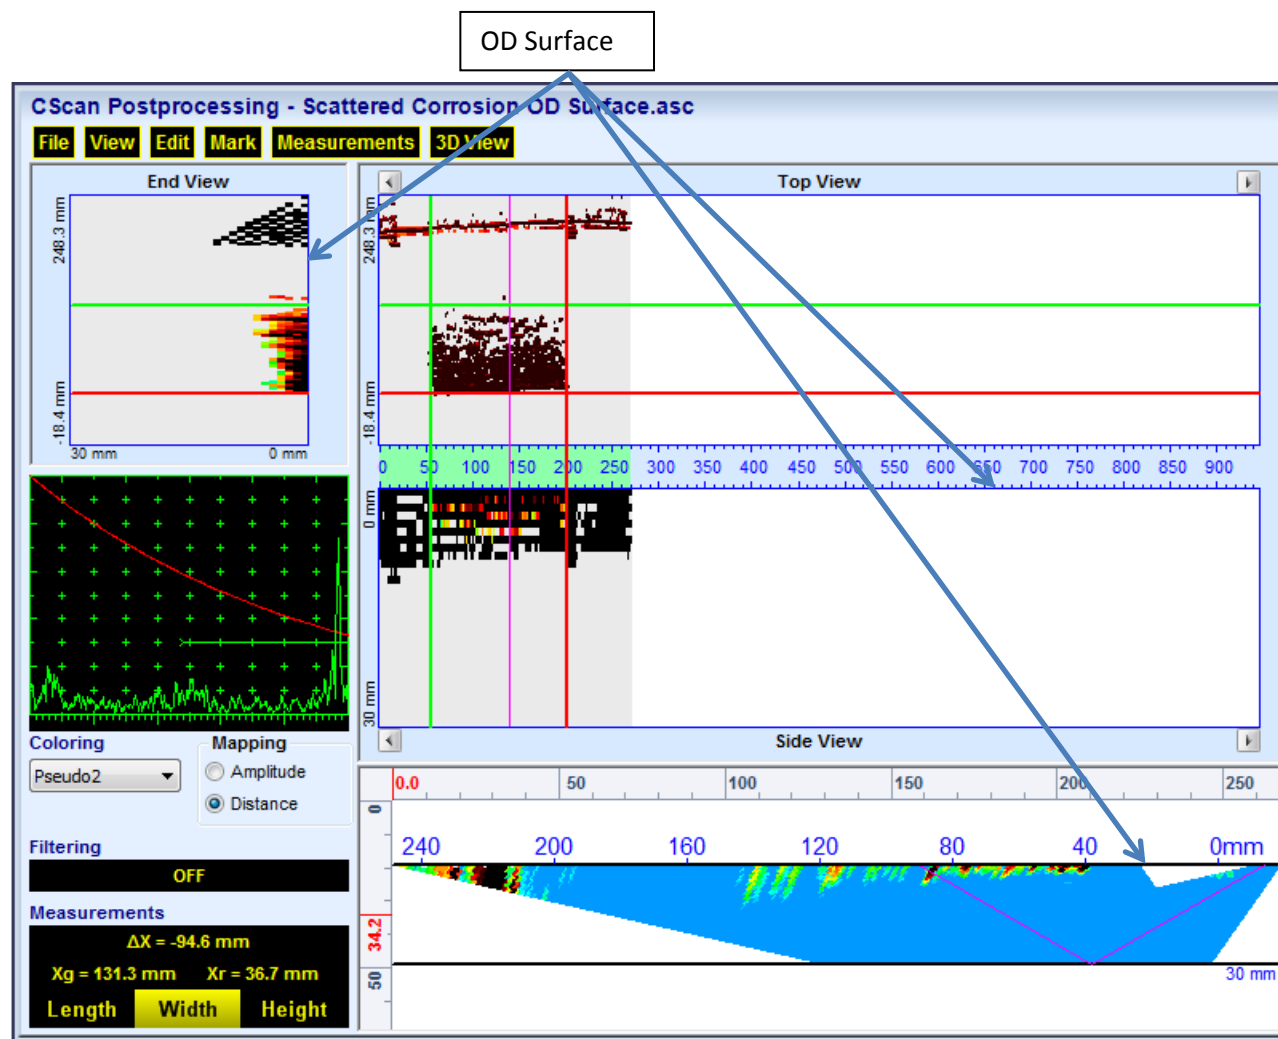 OD Surface
CScan Postprocessing - Scattered Corrosion OD Surface.asc
File View Edit Mark Measurements 3D View
End View
248.3 mm
-18.4 mm
30 mm 0 mm
Top View
248.3 mm
-18.4 mm
0 50 100 150 200 250 300 350 400 450 500 550 600 650 700 750 800 850 900
0 mm
30 mm
Side View
Coloring
Pseudo2
Mapping
Amplitude
Distance
Filtering
OFF
Measurements
ΔX = -94.6 mm
Xg = 131.3 mm Xr = 36.7 mm
Length Width Height
0.0 50 100 150 200 250
0
34.2
50
240 200 160 120 80 40 0mm
30 mm